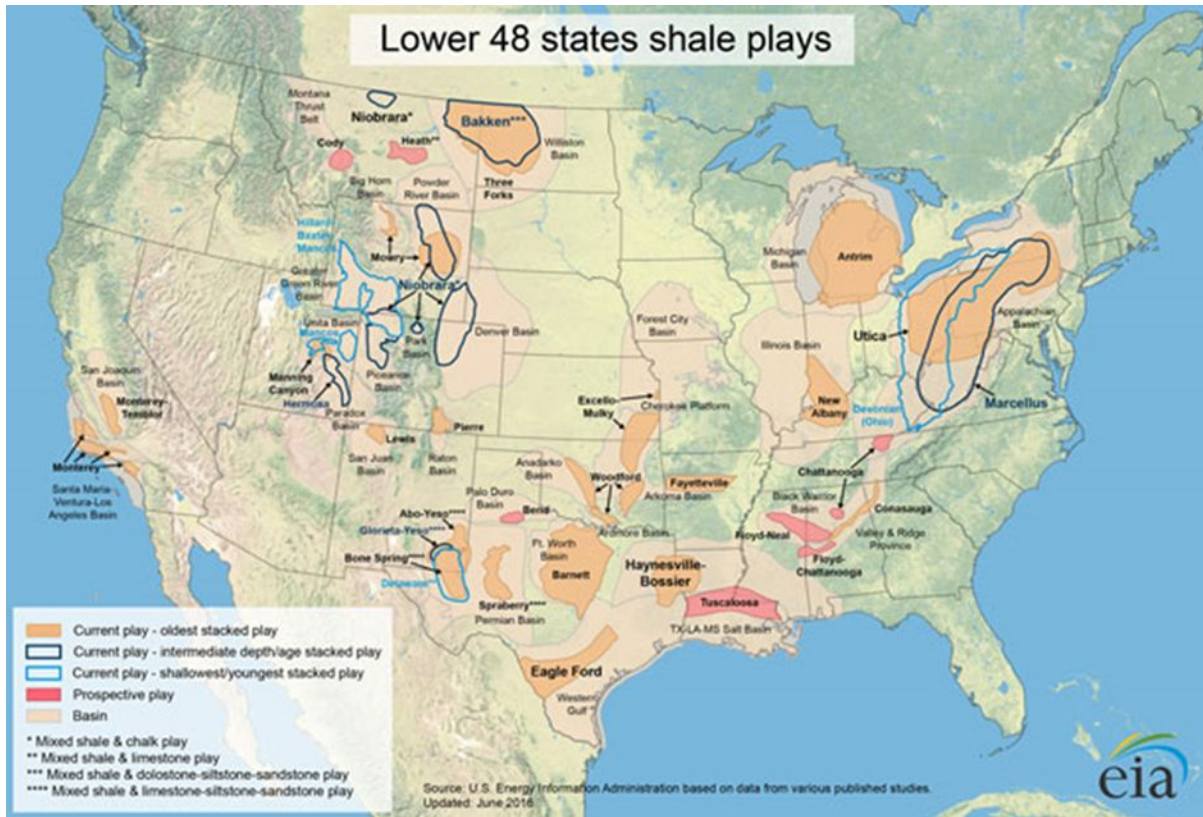 Lower 48 states shale plays
Montana
Thrust
Belt
Niobrara*
Bakken***
Cody
Heath**
Williston
Basin
Big Horn
Basin
Powder
River Basin
Three
Forks
Hilliard-
Baxter-
Mancos
Mowry
Michigan
Basin
Antrim
Greater
Green River
Basin
Niobrara*
Uinta Basin
Mancos
Park
Basin
Denver Basin
Forest City
Basin
Illinois Basin
Utica
Appalachian
Basin
San Joaquin
Basin
Manning
Canyon
Piceance
Basin
Hermosa
Monterey-
Temblor
Paradox
Basin
Excello-
Mulky
Cherokee Platform
New
Albany
Devonian
(Ohio)
Marcellus
Pierre
Lewis
Monterey
San Juan
Basin
Raton
Basin
Anadarko
Basin
Woodford
Fayetteville
Chattanooga
Santa Maria
Ventura-Los
Angeles Basin
Palo Duro
Basin
Arkoma Basin
Black Warrior
Basin
Abo-Yeso****
Bend
Conasauga
Glorieta-Yeso****
Ardmore Basin
Floyd-Neal
Valley & Ridge
Province
Bone Spring****
Ft. Worth
Basin
Barnett
Haynesville-
Bossier
Floyd-
Chattanooga
Delaware
Spraberry****
Permian Basin
Tuscaloosa
TX-LA-MS Salt Basin
Eagle Ford
Western
Gulf
Current play - oldest stacked play
Current play - intermediate depth/age stacked play
Current play - shallowest/youngest stacked play
Prospective play
Basin
* Mixed shale & chalk play
** Mixed shale & limestone play
*** Mixed shale & dolostone-siltstone-sandstone play
**** Mixed shale & limestone-siltstone-sandstone play
Source: U.S. Energy Information Administration based on data from various published studies.
Updated: June 2016
eia